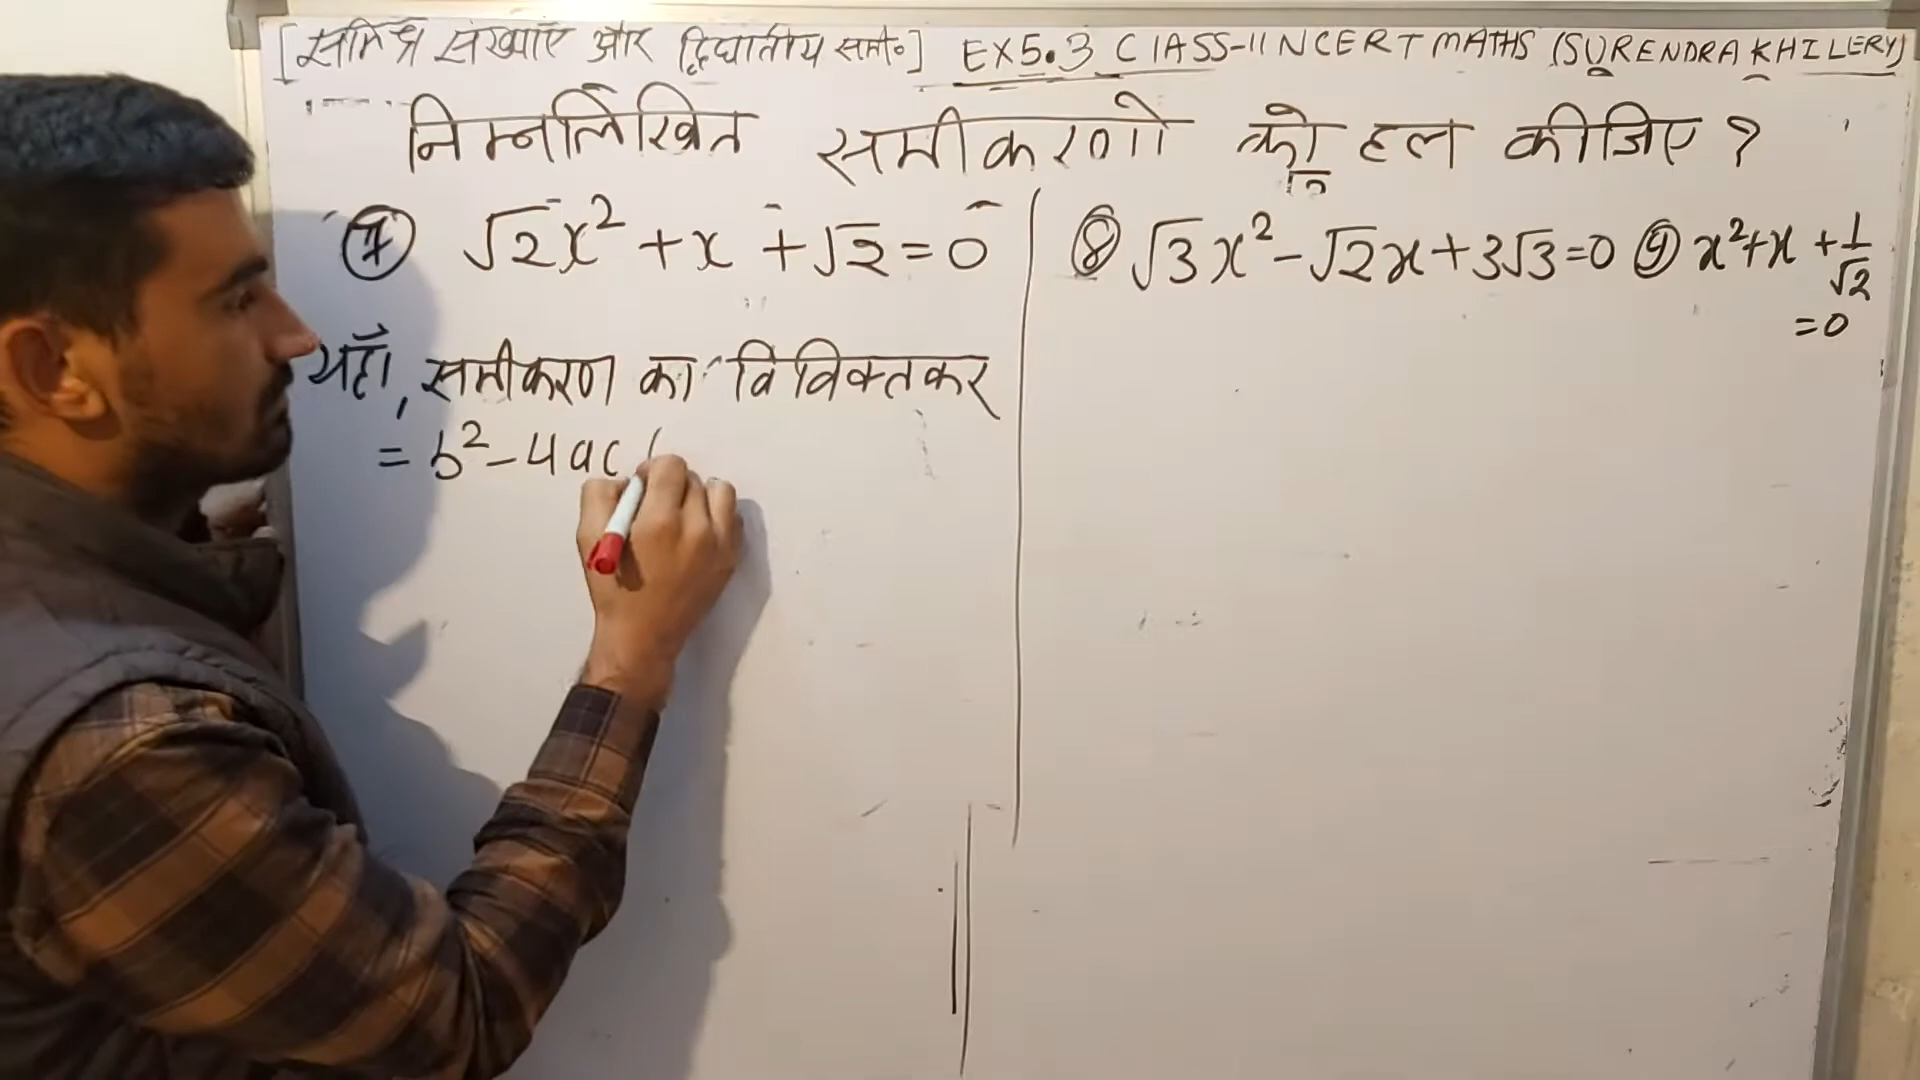 [सम्मिश्र संख्याएँ और द्विघातीय समी०] EX5.3 CLASS-11 NCERT MATHS (SURENDRA KHILERY)
निम्नलिखित समीकरणो को हल कीजिए ?
⑦ √2x² + x + √2 = 0
यहाँ, समीकरण का विविक्तकर
= b² - 4ac (
⑧ √3x² - √2x + 3√3 = 0 ⑨ x² + x + 1/√2
= 0